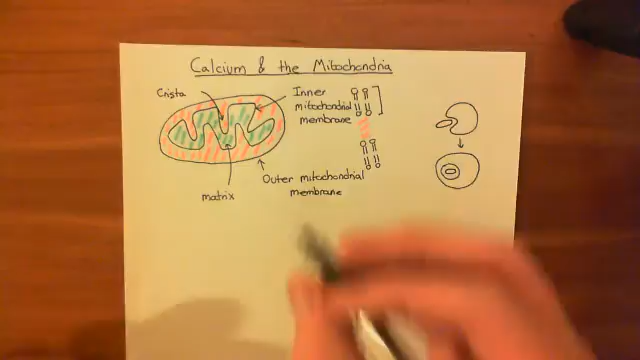 Calcium & the Mitochondria
Crista
Inner
mitochondrial
membrane
Outer mitochondrial
membrane
matrix